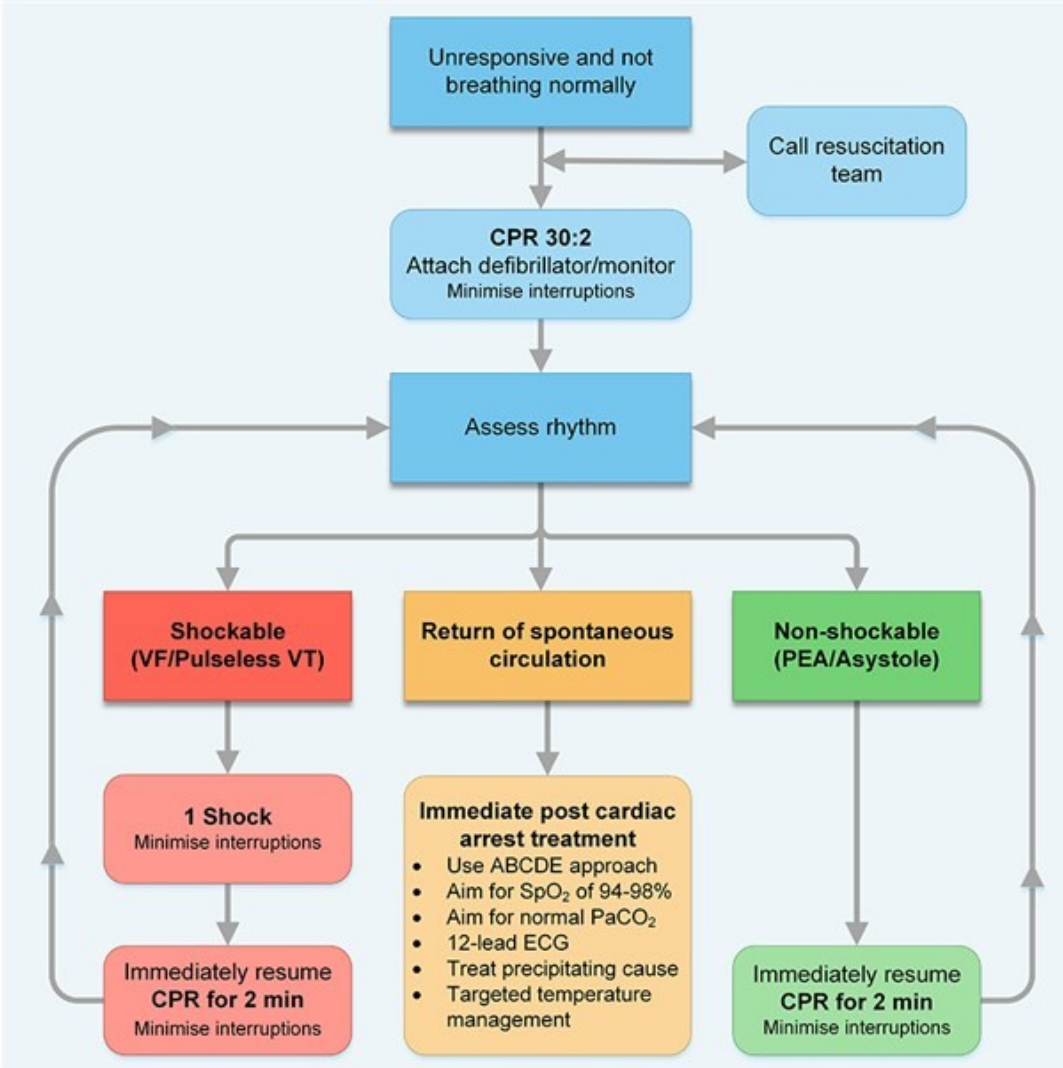 Unresponsive and not
breathing normally
Call resuscitation
team
CPR 30:2
Attach defibrillator/monitor
Minimise interruptions
Assess rhythm
Shockable
(VF/Pulseless VT)
Return of spontaneous
circulation
Non-shockable
(PEA/Asystole)
1 Shock
Minimise interruptions
Immediately resume
CPR for 2 min
Minimise interruptions
Immediate post cardiac
arrest treatment
• Use ABCDE approach
• Aim for SpO₂ of 94-98%
• Aim for normal PaCO₂
• 12-lead ECG
• Treat precipitating cause
• Targeted temperature
management
Immediately resume
CPR for 2 min
Minimise interruptions